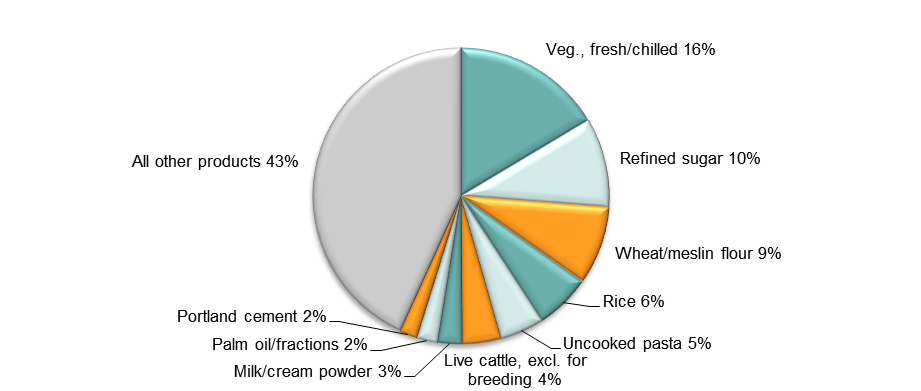 Veg., fresh/chilled 16%
Refined sugar 10%
Wheat/meslin flour 9%
Rice 6%
Uncooked pasta 5%
Live cattle, excl. for
breeding 4%
Milk/cream powder 3%
Palm oil/fractions 2%
Portland cement 2%
All other products 43%